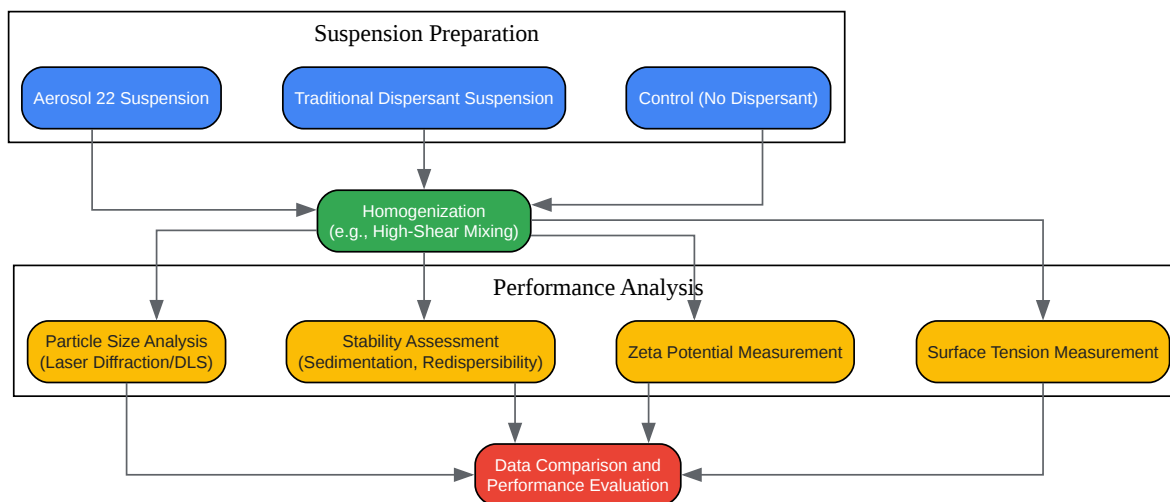 Suspension Preparation
Aerosol 22 Suspension
Traditional Dispersant Suspension
Control (No Dispersant)
Homogenization
(e.g., High-Shear Mixing)
Performance Analysis
Particle Size Analysis
(Laser Diffraction/DLS)
Stability Assessment
(Sedimentation, Redispersibility)
Zeta Potential Measurement
Surface Tension Measurement
Data Comparison and
Performance Evaluation